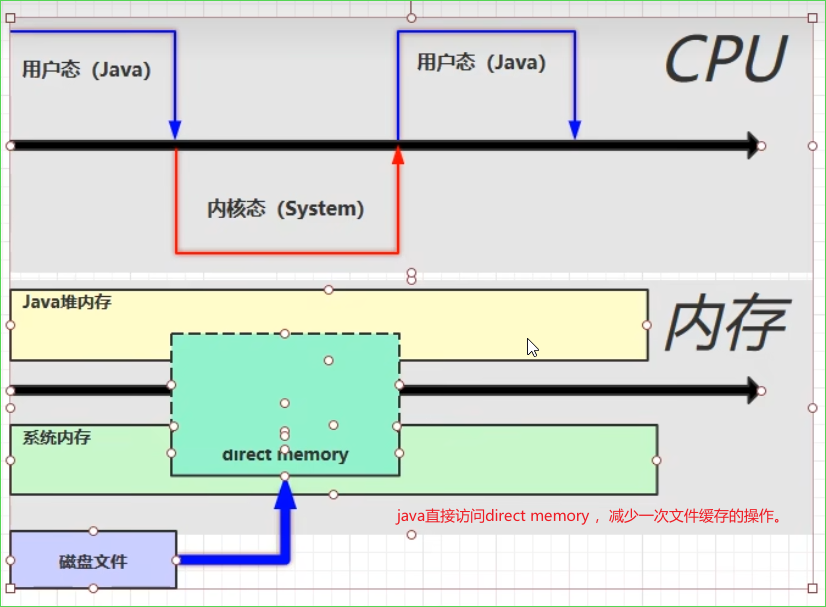 CPU
用户态（Java）
用户态（Java）
内核态（System）
内存
Java堆内存
系统内存
direct memory
java直接访问direct memory ，减少一次文件缓存的操作。
磁盘文件